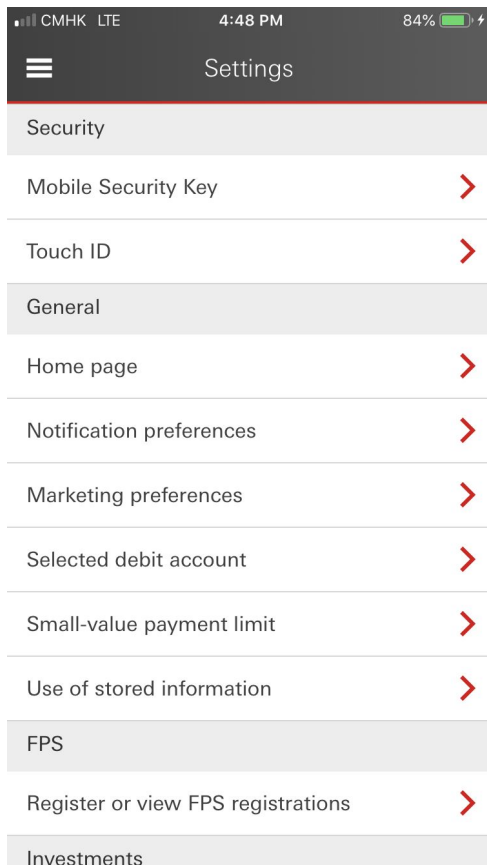 CMHK LTE 4:48 PM 84%
Settings
Security
Mobile Security Key
Touch ID
General
Home page
Notification preferences
Marketing preferences
Selected debit account
Small-value payment limit
Use of stored information
FPS
Register or view FPS registrations
Investments